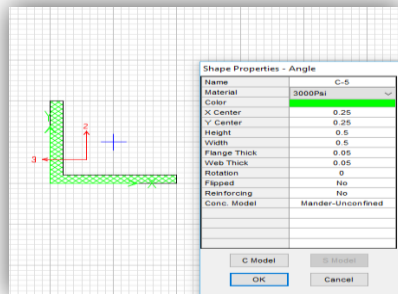 Shape Properties - Angle
Name C-5
Material 3000Psi
Color
X Center 0.25
Y Center 0.25
Height 0.5
Width 0.5
Flange Thick 0.05
Web Thick 0.05
Rotation 0
Flipped No
Reinforcing No
Conc. Model Mander-Unconfined
C Model S Model
OK Cancel
Y
2
3
X